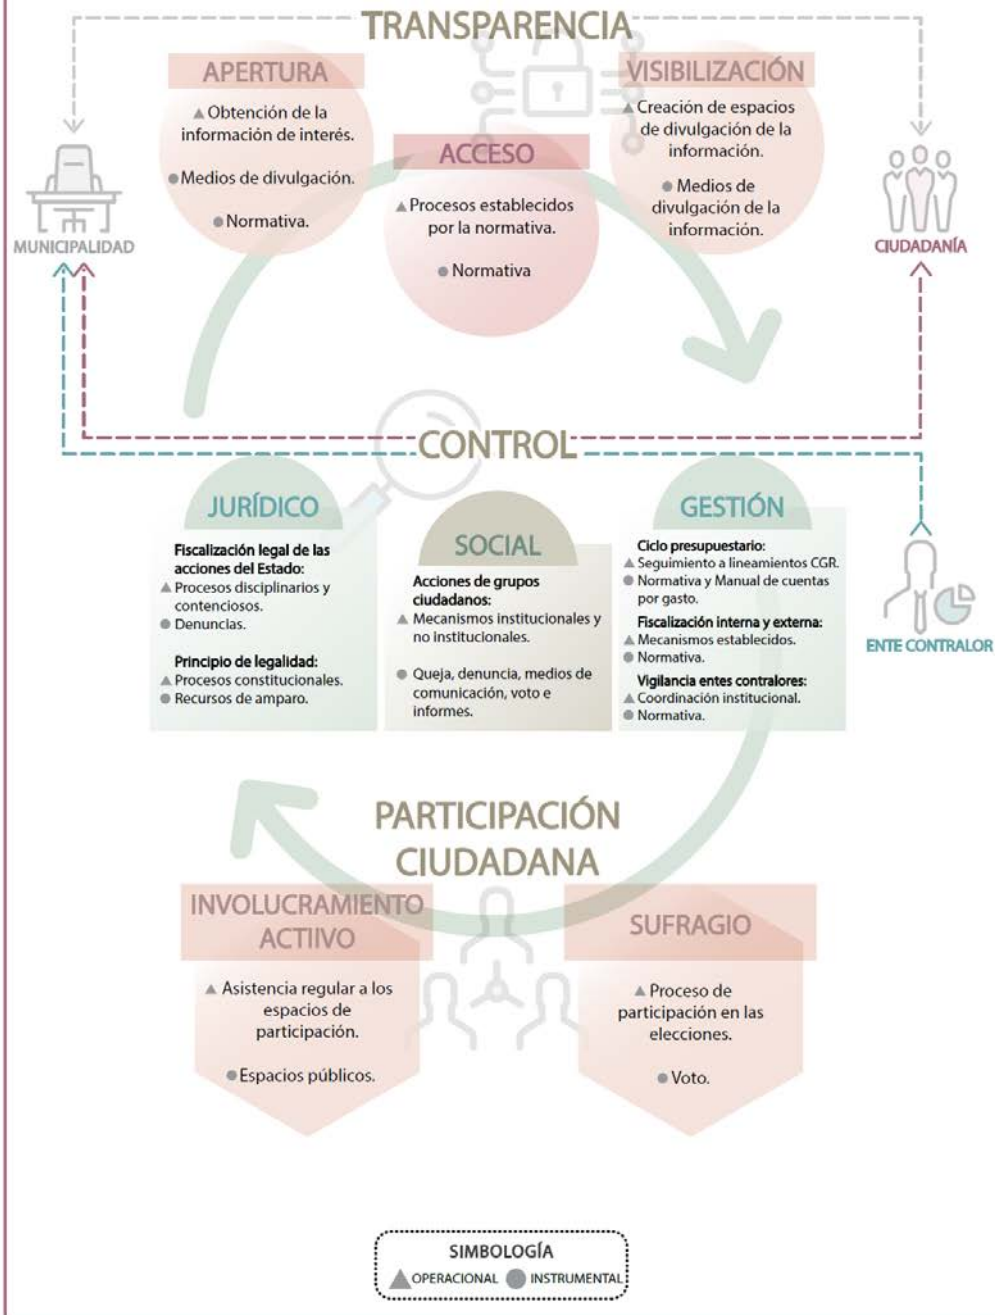 TRANSPARENCIA
APERTURA
▲ Obtención de la
información de interés.
● Medios de divulgación.
● Normativa.
ACCESO
▲ Procesos establecidos
por la normativa.
● Normativa
VISIBILIZACIÓN
▲ Creación de espacios
de divulgación de la
información.
● Medios de
divulgación de la
información.
MUNICIPALIDAD
CIUDADANÍA
CONTROL
JURÍDICO
Fiscalización legal de las
acciones del Estado:
▲ Procesos disciplinarios y
contenciosos.
● Denuncias.
Principio de legalidad:
▲ Procesos constitucionales.
● Recursos de amparo.
SOCIAL
Acciones de grupos
ciudadanos:
▲ Mecanismos institucionales y
no institucionales.
● Queja, denuncia, medios de
comunicación, voto e
informes.
GESTIÓN
Ciclo presupuestario:
▲ Seguimiento a lineamientos CGR.
● Normativa y Manual de cuentas
por gasto.
Fiscalización interna y externa:
▲ Mecanismos establecidos.
● Normativa.
Vigilancia entes contralores:
▲ Coordinación institucional.
● Normativa.
ENTE CONTRALOR
PARTICIPACIÓN
CIUDADANA
INVOLUCRAMIENTO
ACTIIVO
▲ Asistencia regular a los
espacios de
participación.
● Espacios públicos.
SUFRAGIO
▲ Proceso de
participación en las
elecciones.
● Voto.
SIMBOLOGÍA
▲ OPERACIONAL ● INSTRUMENTAL